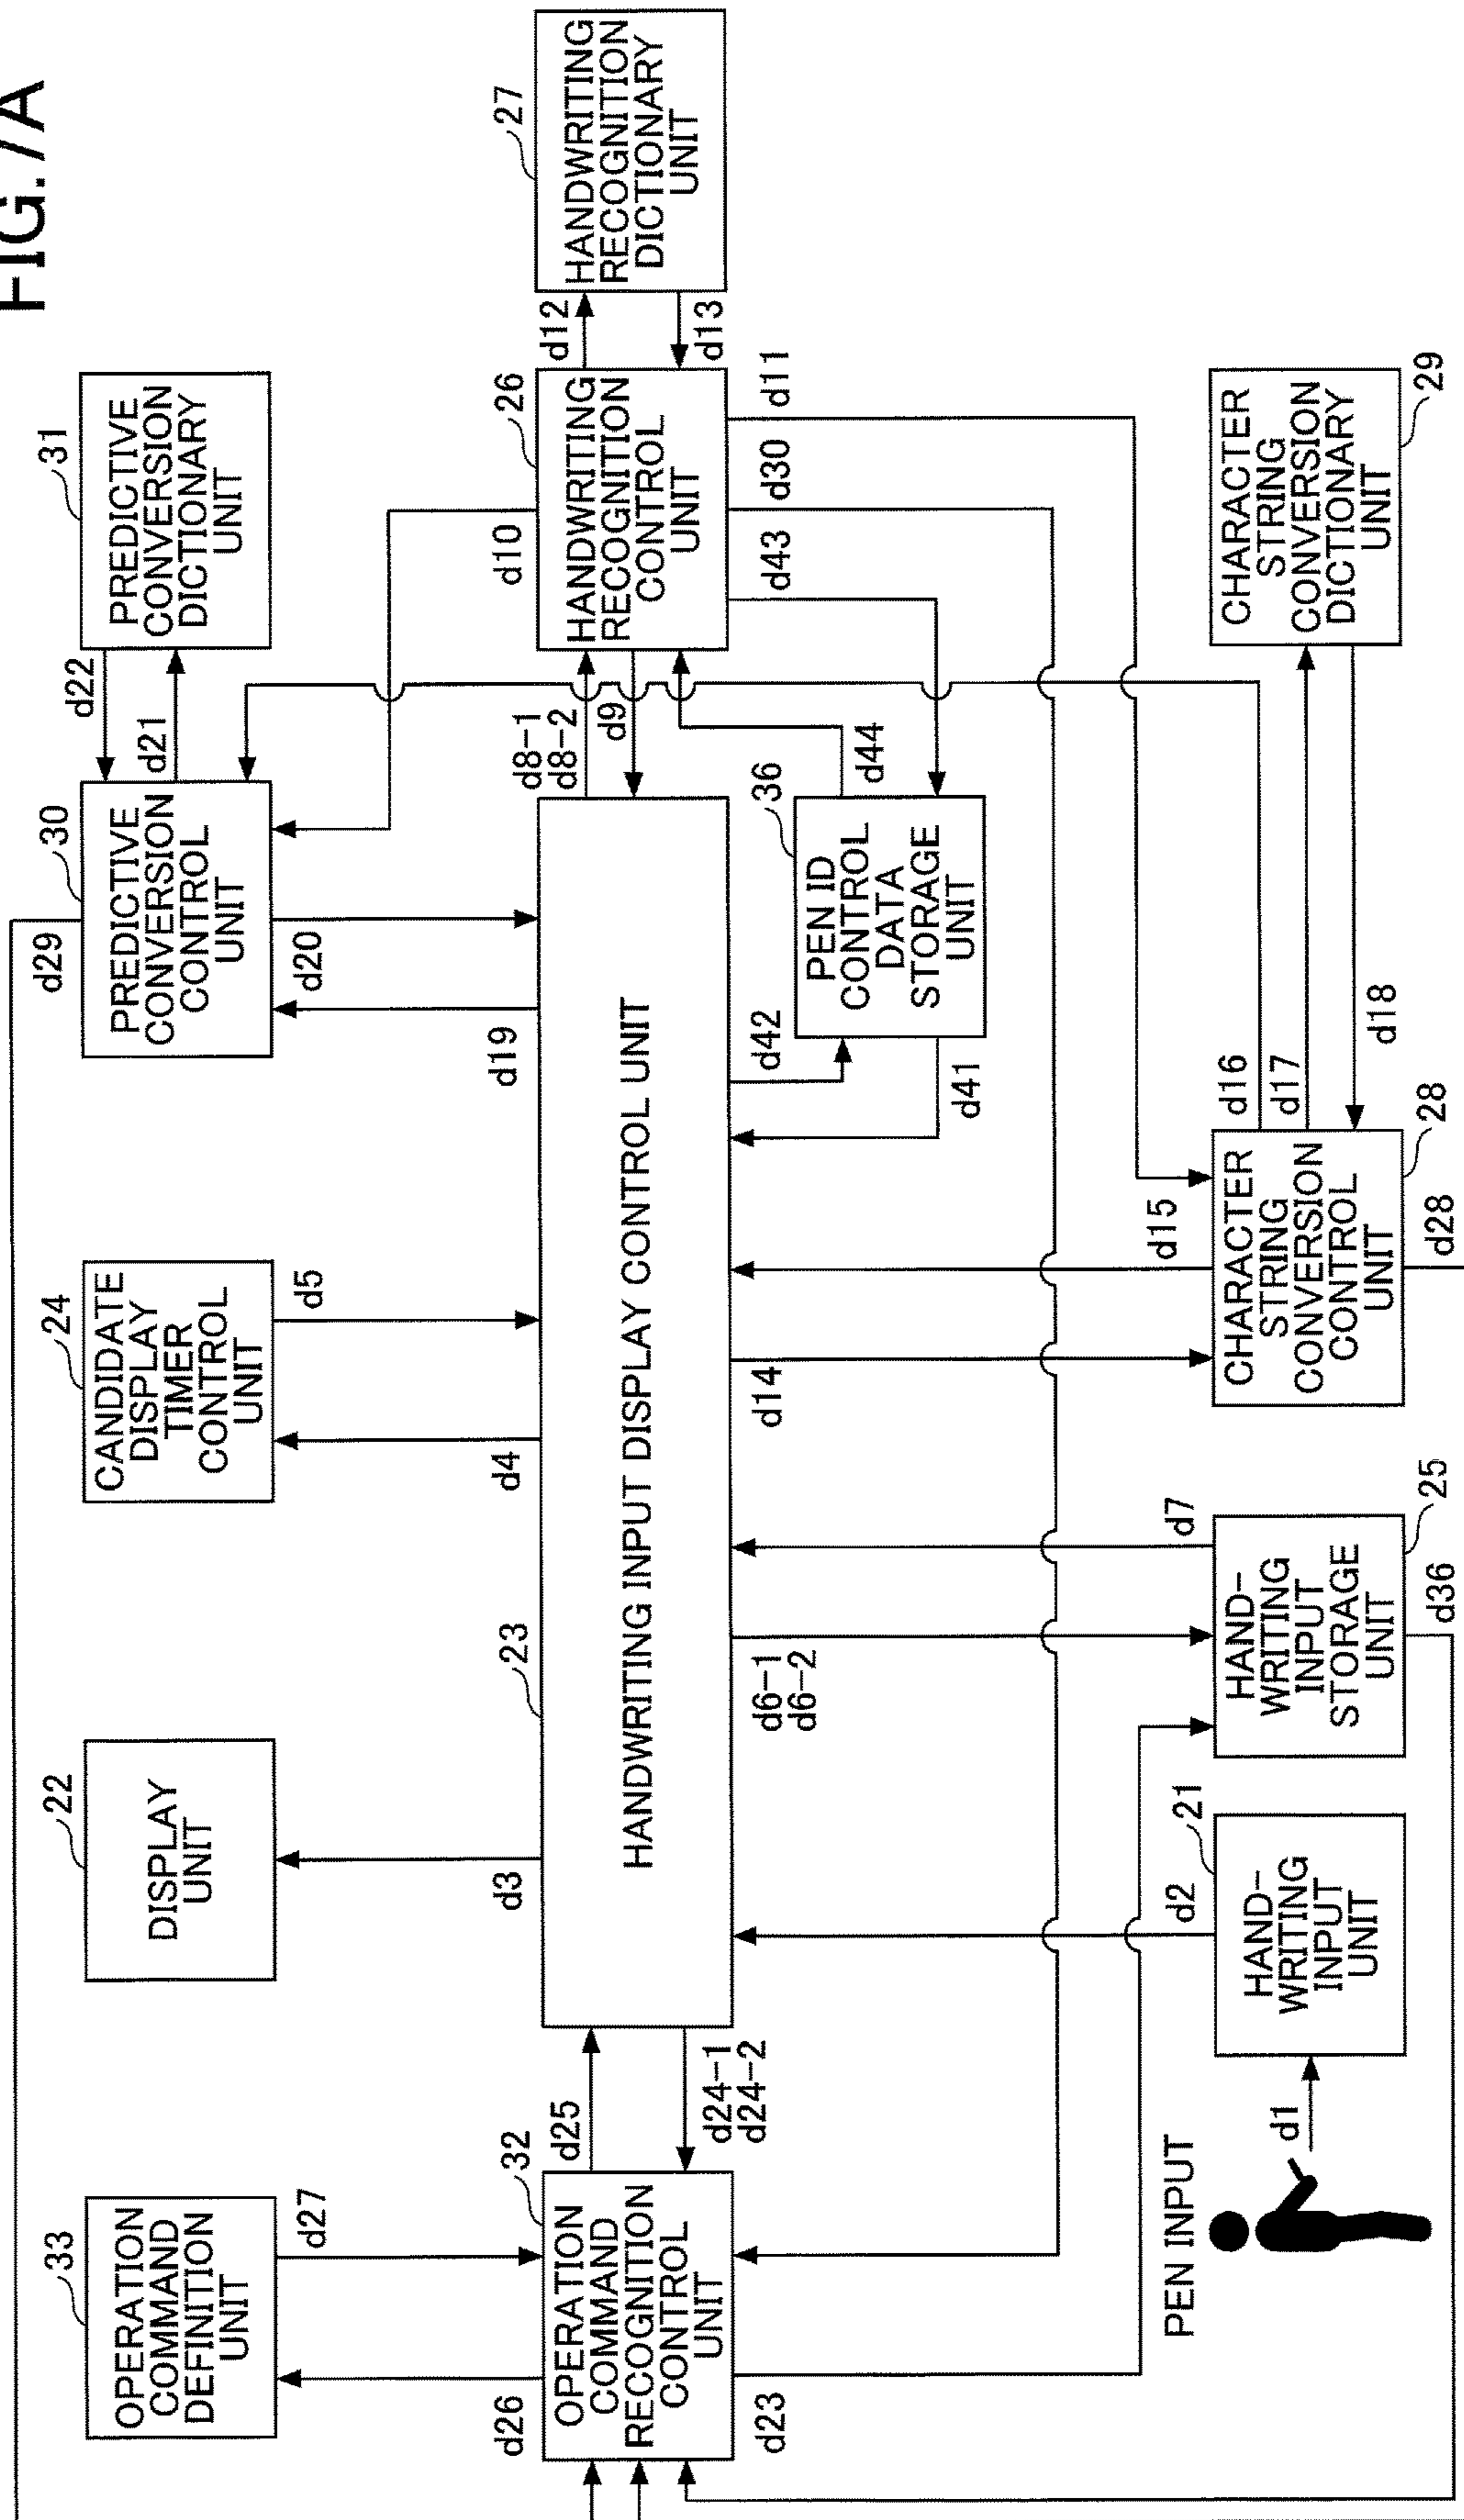 FIG.7A
33
OPERATION
COMMAND
DEFINITION
UNIT
22
DISPLAY
UNIT
24
CANDIDATE
DISPLAY
TIMER
CONTROL
UNIT
30
PREDICTIVE
CONVERSION
CONTROL
UNIT
31
PREDICTIVE
CONVERSION
DICTIONARY
UNIT
d29
d22
d21
d26
d27
d3
d4
d5
d19
d20
d10
32
OPERATION
COMMAND
RECOGNITION
CONTROL
UNIT
d25
d24-1
d24-2
23
HANDWRITING INPUT DISPLAY CONTROL UNIT
d8-1
d8-2
d9
26
HANDWRITING
RECOGNITION
CONTROL
UNIT
d12
d13
27
HANDWRITING
RECOGNITION
DICTIONARY
UNIT
d23
d6-1
d6-2
d14
d42
d41
36
PEN ID
CONTROL
DATA
STORAGE
UNIT
d44
d43
d30
d11
PEN INPUT
d1
d2
21
HAND-
WRITING
INPUT
UNIT
d7
25
HAND-
WRITING
INPUT
STORAGE
UNIT
d36
d15
28
CHARACTER
STRING
CONVERSION
CONTROL
UNIT
d28
d16
d17
d18
29
CHARACTER
STRING
CONVERSION
DICTIONARY
UNIT